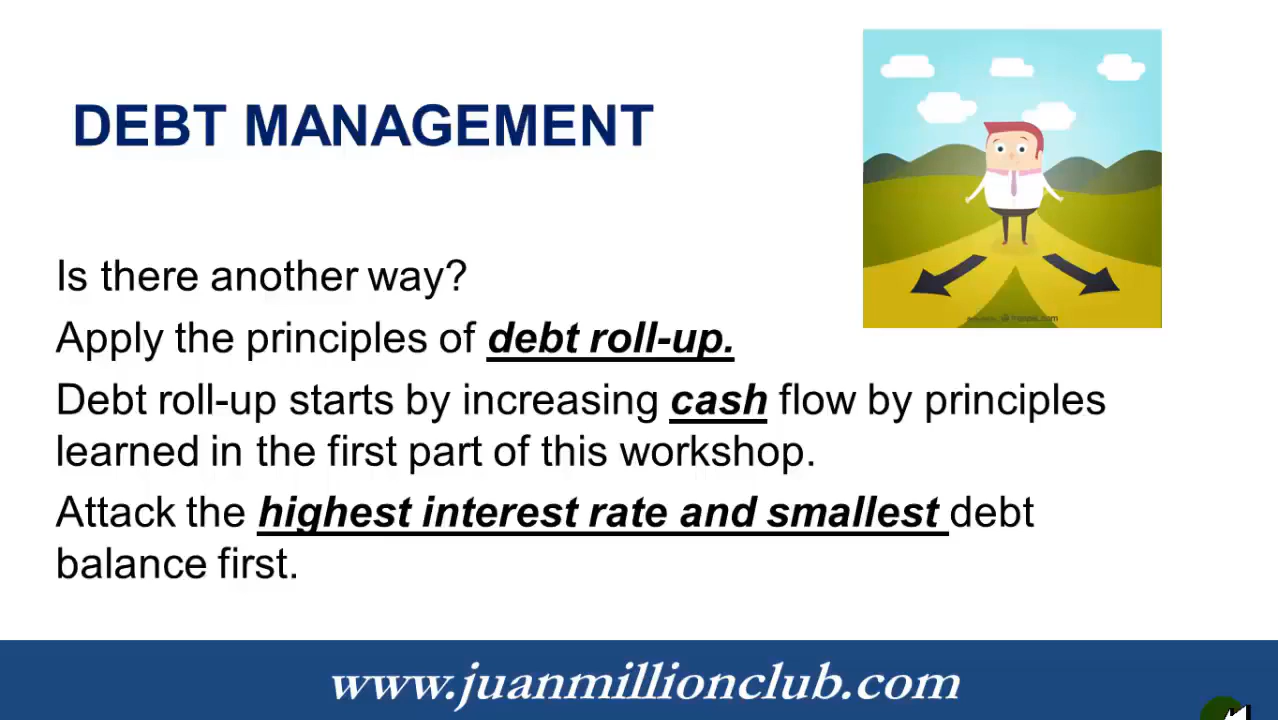 DEBT MANAGEMENT
Is there another way?
Apply the principles of debt roll-up.
Debt roll-up starts by increasing cash flow by principles
learned in the first part of this workshop.
Attack the highest interest rate and smallest debt
balance first.
www.juanmillionclub.com